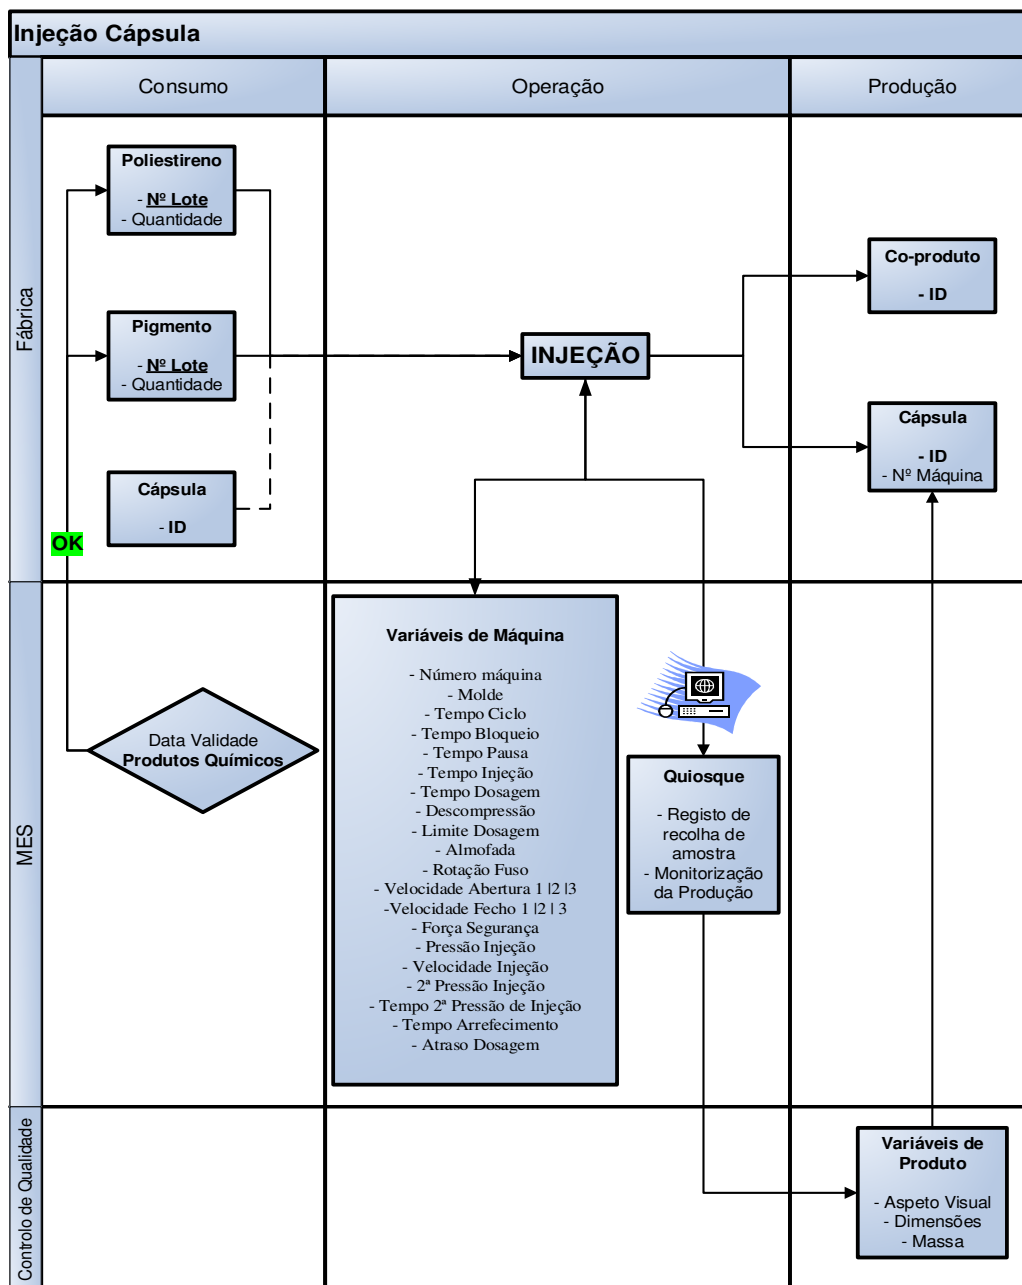 Injeção Cápsula
Consumo
Operação
Produção
Fábrica
Poliestireno
- Nº Lote
- Quantidade
Pigmento
- Nº Lote
- Quantidade
Cápsula
- ID
OK
INJEÇÃO
Co-produto
- ID
Cápsula
- ID
- Nº Máquina
MES
Data Validade
Produtos Químicos
Variáveis de Máquina
- Número máquina
- Molde
- Tempo Ciclo
- Tempo Bloqueio
- Tempo Pausa
- Tempo Injeção
- Tempo Dosagem
- Descompressão
- Limite Dosagem
- Almofada
- Rotação Fuso
- Velocidade Abertura 1 |2 |3
-Velocidade Fecho 1 |2 | 3
- Força Segurança
- Pressão Injeção
- Velocidade Injeção
- 2ª Pressão Injeção
- Tempo 2ª Pressão de Injeção
- Tempo Arrefecimento
- Atraso Dosagem
Quiosque
- Registo de
recolha de
amostra
- Monitorização
da Produção
Controlo de Qualidade
Variáveis de
Produto
- Aspeto Visual
- Dimensões
- Massa